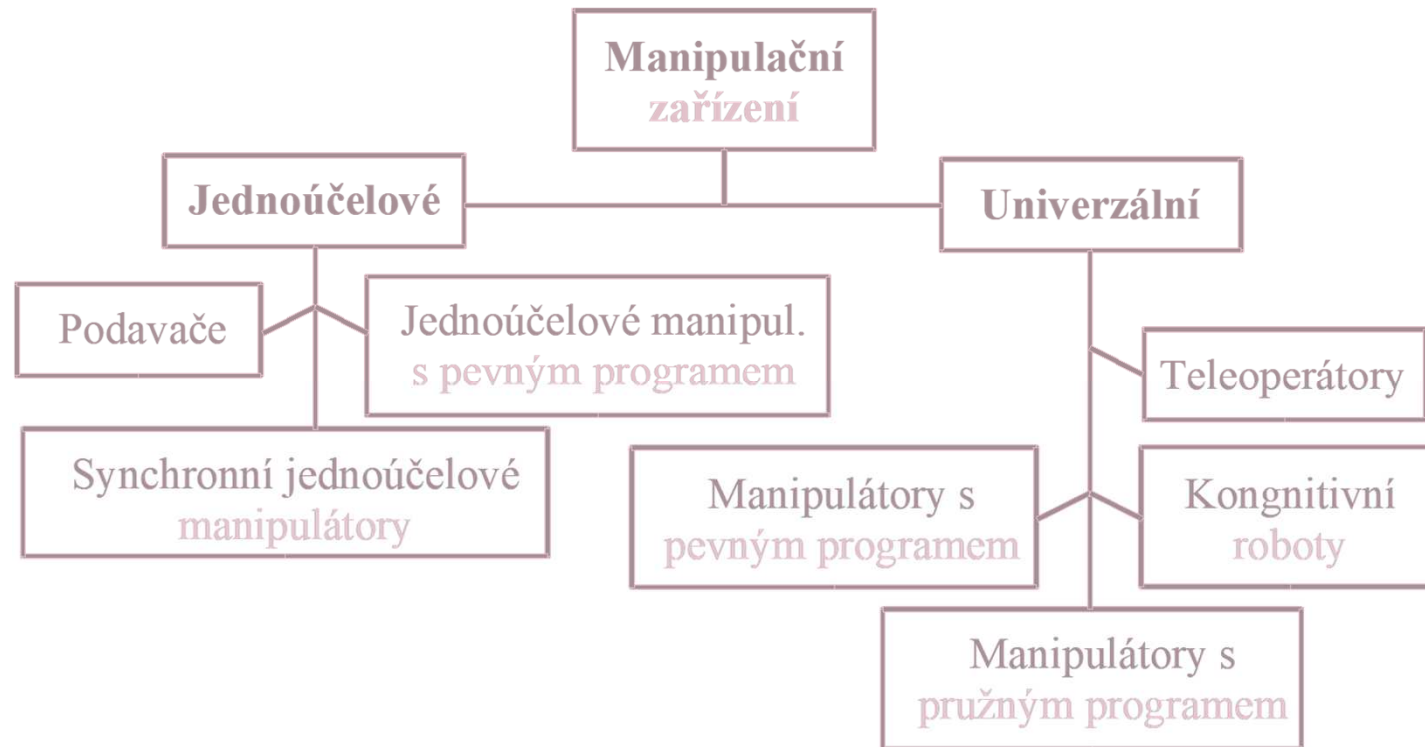 Manipulační
zařízení
Jednoúčelové
Univerzální
Podavače
Jednoúčelové manipul.
s pevným programem
Synchronní jednoúčelové
manipulátory
Teleoperátory
Manipulátory s
pevným programem
Kongnitivní
roboty
Manipulátory s
pružným programem